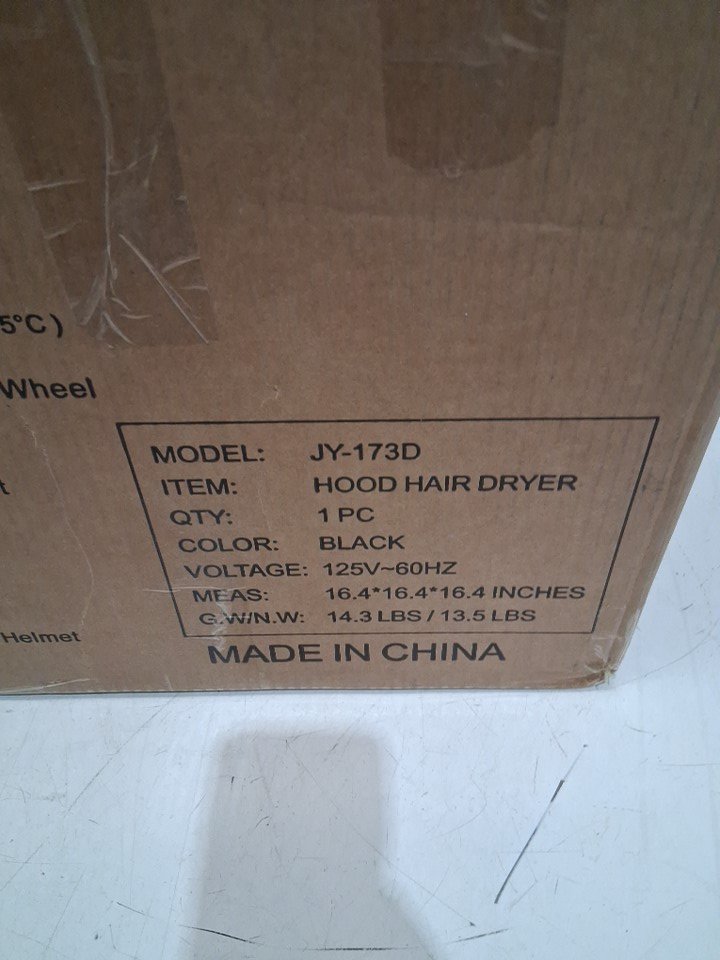 5°C)
Wheel
t
Helmet
MODEL: JY-173D
ITEM: HOOD HAIR DRYER
QTY: 1 PC
COLOR: BLACK
VOLTAGE: 125V~60HZ
MEAS: 16.4*16.4*16.4 INCHES
G.W/N.W: 14.3 LBS / 13.5 LBS
MADE IN CHINA